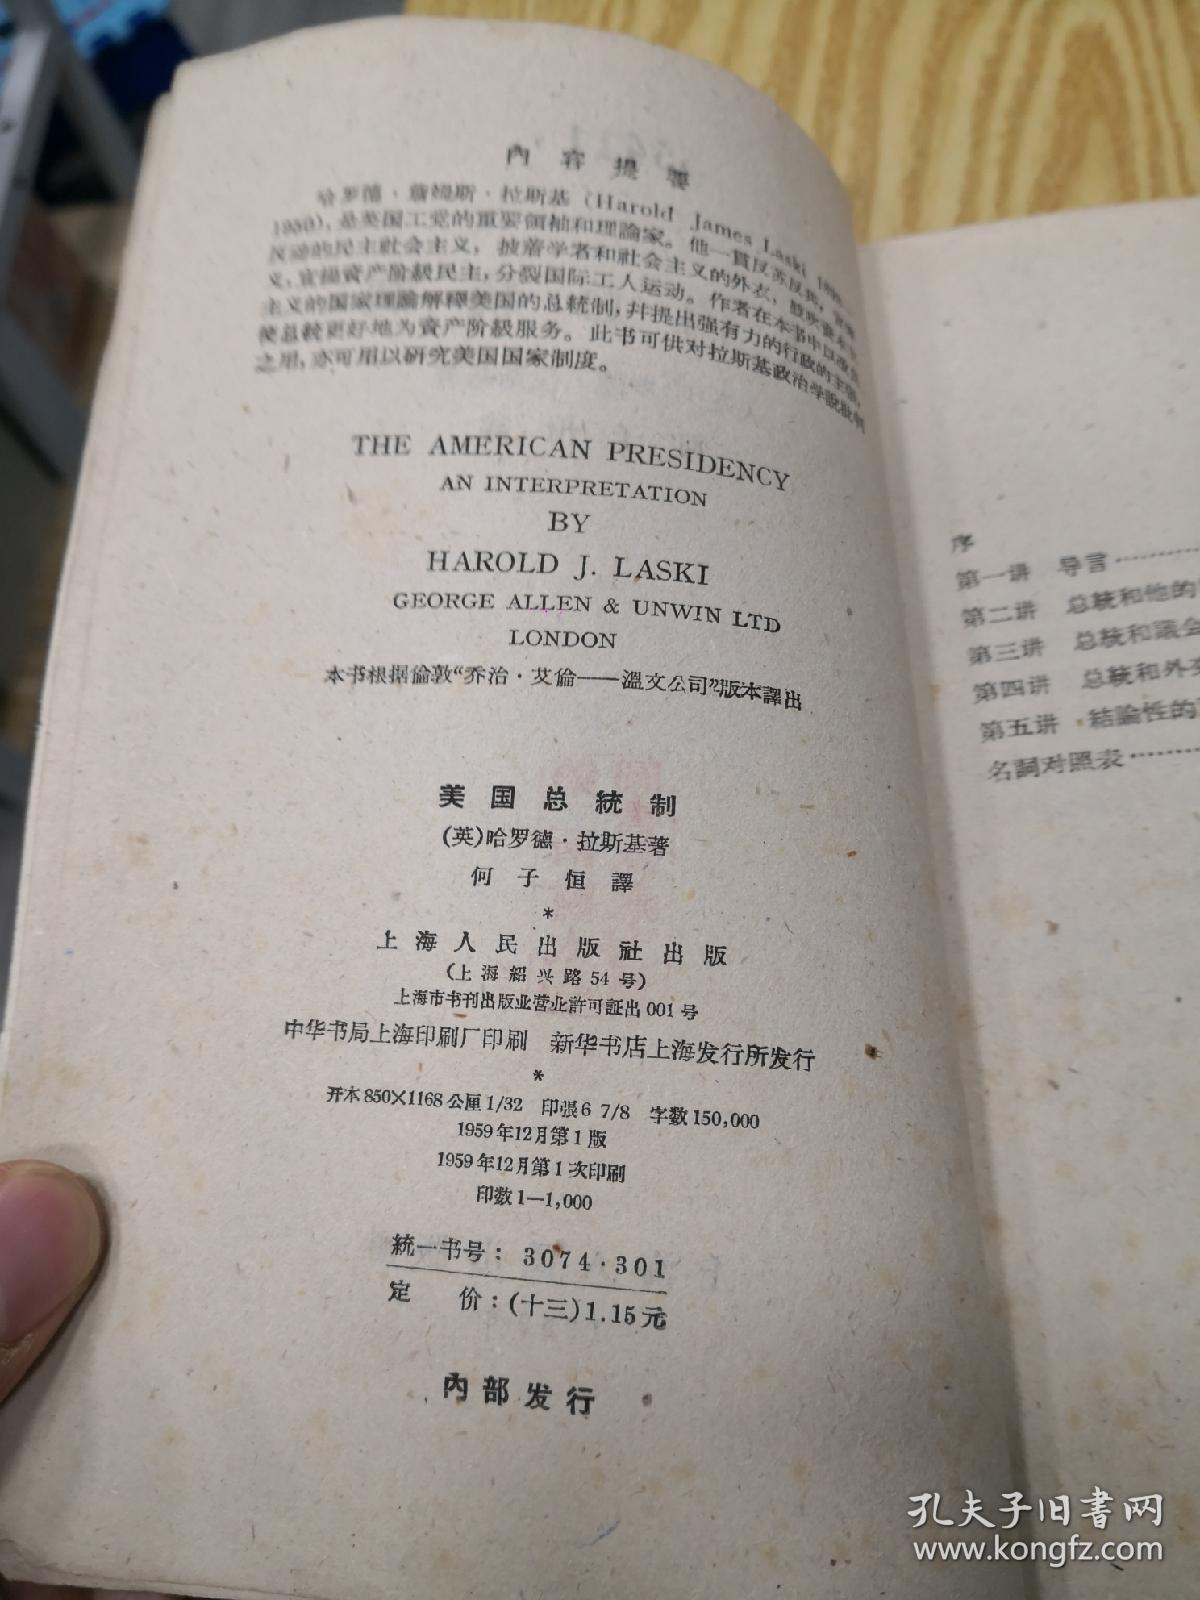 內容提要
哈罗德·詹姆斯·拉斯基（Harold James Laski
1950），是英国工党的重要領袖和理論家。他一貫反苏反共，
反动的民主社会主义，披着学者和社会主义的外衣，鼓吹
义，宣揚資产阶級民主，分裂国际工人运动。作者在本书中以改良
主义的国家理論解釋美国的总統制，幷提出强有力的行政的主張，
使总統更好地为資产阶級服务。此书可供对拉斯基政治学說批判
之用，亦可用以研究美国国家制度。
THE AMERICAN PRESIDENCY
AN INTERPRETATION
BY
HAROLD J. LASKI
GEORGE ALLEN & UNWIN LTD
LONDON
本书根据倫敦“乔治·艾倫——溫文公司”版本譯出
美国总統制
(英)哈罗德·拉斯基著
何子恒譯
*
上海人民出版社出版
(上海紹兴路54号)
上海市书刊出版业营业許可証出001号
中华书局上海印刷厂印刷 新华书店上海发行所发行
*
开本850×1168公厘1/32 印張6 7/8 字数150,000
1959年12月第1版
1959年12月第1次印刷
印数1—1,000
統一书号：3074·301
定 价：(十三)1.15元
內部发行
序
第一讲 导言
第二讲 总統和他的
第三讲 总統和議会
第四讲 总統和外交
第五讲 結論性的
名詞对照表
孔夫子旧书网
www.kongfz.com